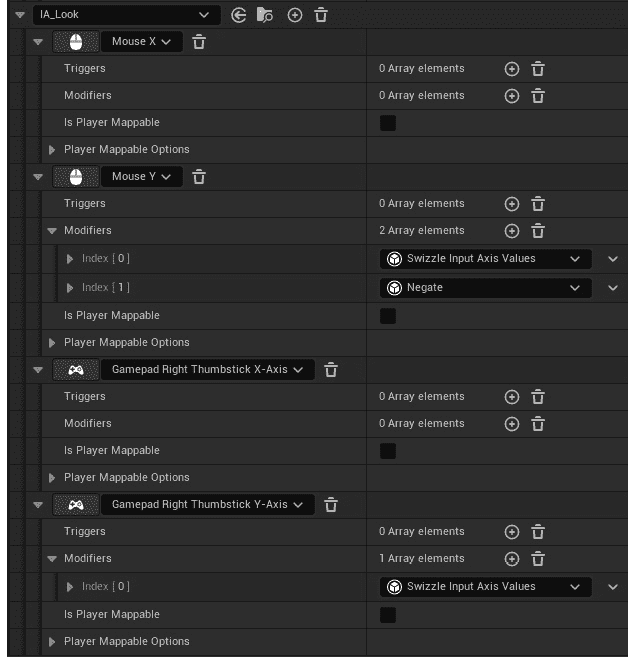 IA_Look
Mouse X
Triggers 0 Array elements
Modifiers 0 Array elements
Is Player Mappable
Player Mappable Options
Mouse Y
Triggers 0 Array elements
Modifiers 2 Array elements
Index [ 0 ] Swizzle Input Axis Values
Index [ 1 ] Negate
Is Player Mappable
Player Mappable Options
Gamepad Right Thumbstick X-Axis
Triggers 0 Array elements
Modifiers 0 Array elements
Is Player Mappable
Player Mappable Options
Gamepad Right Thumbstick Y-Axis
Triggers 0 Array elements
Modifiers 1 Array elements
Index [ 0 ] Swizzle Input Axis Values
Is Player Mappable
Player Mappable Options